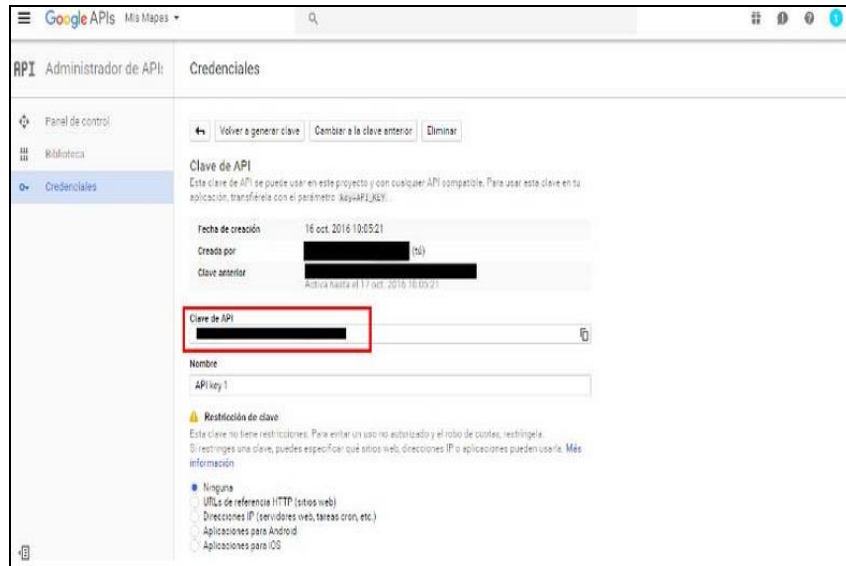 Google APIs Mis Mapas
API Administrador de API:
Credenciales
Panel de control
Biblioteca
Credenciales
Volver a generar clave
Cambiar a la clave anterior
Eliminar
Clave de API
Esta clave de API se puede usar en este proyecto y con cualquier API compatible. Para usar esta clave en tu
aplicación, transfiérela con el parámetro key=API_KEY.
Fecha de creación 16 oct. 2016 10:05:21
Creada por (tú)
Clave anterior
Activa hasta el 17 oct. 2016 10:05:21
Clave de API
Nombre
API key 1
Restricción de clave
Esta clave no tiene restricciones. Para evitar un uso no autorizado y el robo de cuotas, restríngela.
Si restringes una clave, puedes especificar qué sitios web, direcciones IP o aplicaciones pueden usarla. Más
información
Ninguna
URLs de referencia HTTP (sitios web)
Direcciones IP (servidores web, tareas cron, etc.)
Aplicaciones para Android
Aplicaciones para iOS